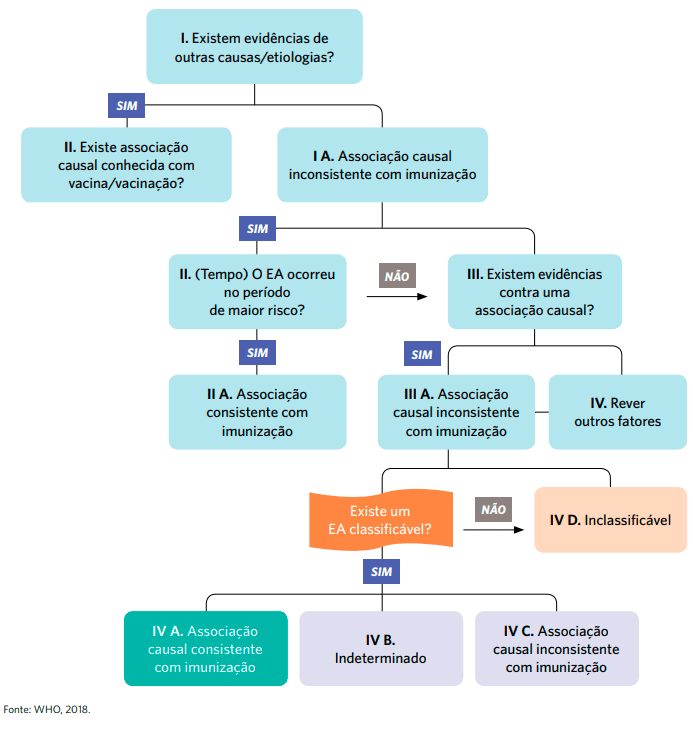 I. Existem evidências de
outras causas/etiologias?
SIM
II. Existe associação
causal conhecida com
vacina/vacinação?
I A. Associação causal
inconsistente com imunização
SIM
II. (Tempo) O EA ocorreu
no período
de maior risco?
NÃO
III. Existem evidências
contra uma
associação causal?
SIM
SIM
II A. Associação
consistente com
imunização
III A. Associação
causal inconsistente
com imunização
IV. Rever
outros fatores
Existe um
EA classificável?
NÃO
IV D. Inclassificável
SIM
IV A. Associação
causal consistente
com imunização
IV B.
Indeterminado
IV C. Associação
causal inconsistente
com imunização
Fonte: WHO, 2018.